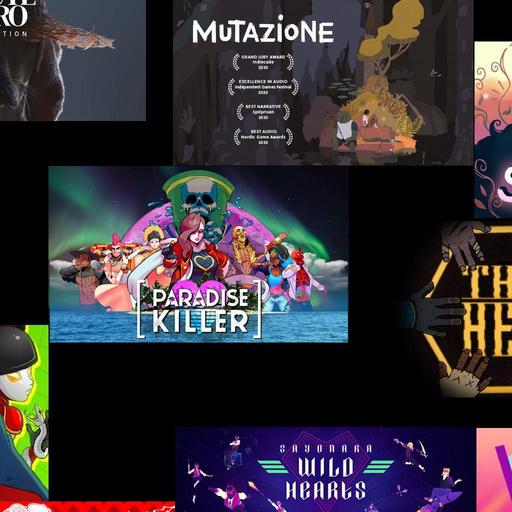 RO
TION
MUTAZIONE
GRAND JURY AWARD
Indiecade
2020
EXCELLENCE IN AUDIO
Independent Games Festival
2020
BEST NARRATIVE
2020
BEST AUDIO
Nordic Game Awards
2020
PARADISE
KILLER
TH
HE
SAYONARA
WILD
HEARTS